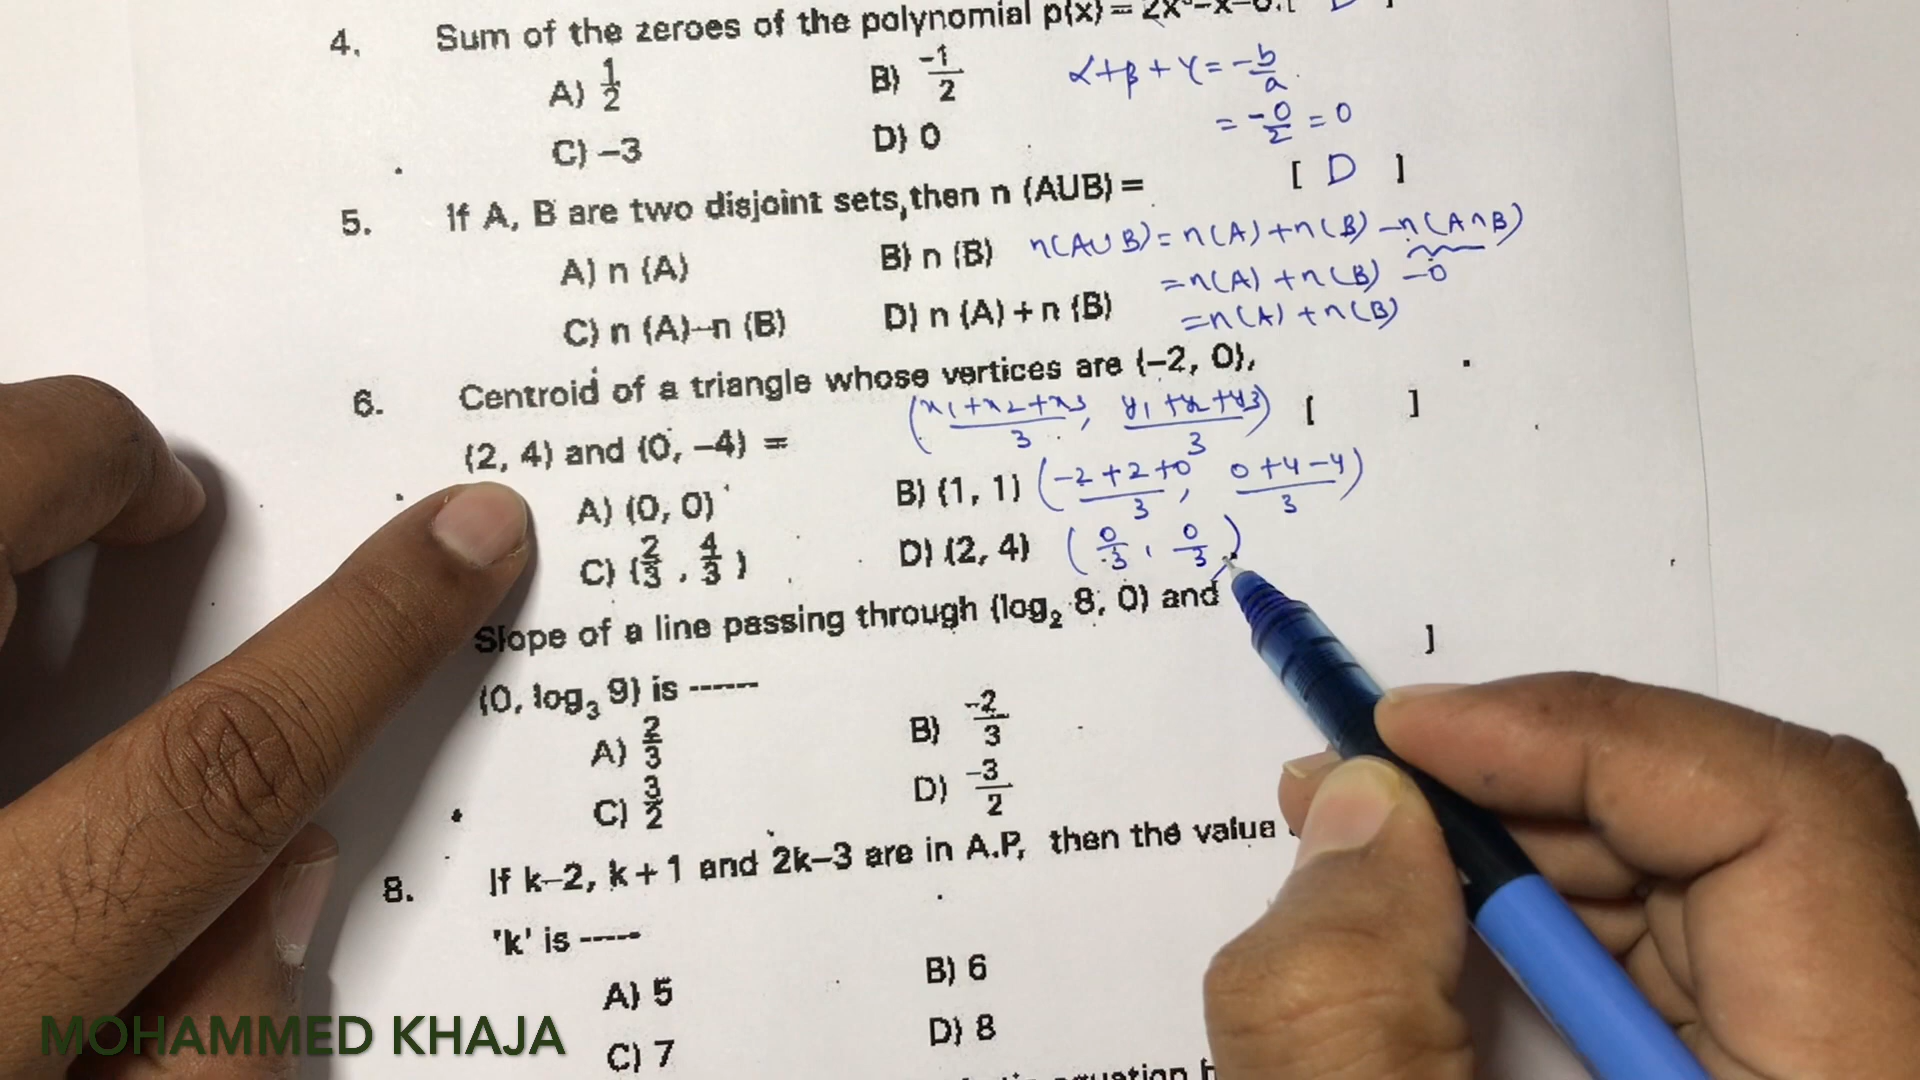 4. Sum of the zeroes of the polynomial p(x) = 2x³-x-6. [ D ]
A) 1/2 B) -1/2 α+β+γ = -b/a
C) -3 D) 0 = -0/2 = 0
5. If A, B are two disjoint sets, then n (AUB) = [ D ]
A) n (A) B) n (B) n(A∪B) = n(A) + n(B) - n(A∩B)
= n(A) + n(B) - 0
C) n (A)-n (B) D) n (A) + n (B) = n(A) + n(B)
6. Centroid of a triangle whose vertices are (-2, 0),
(2, 4) and (0, -4) = (x1+x2+x3/3, y1+y2+y3/3) [ ]
A) (0, 0) B) (1, 1) (-2+2+0/3, 0+4-4/3)
C) (2/3, 4/3) D) (2, 4) (0/3, 0/3)
Slope of a line passing through (log₂ 8, 0) and ]
(0, log₃ 9) is ------
A) 2/3 B) -2/3
C) 3/2 D) -3/2
8. If k-2, k+1 and 2k-3 are in A.P, then the value
'k' is -----
A) 5 B) 6
C) 7 D) 8
MOHAMMED KHAJA